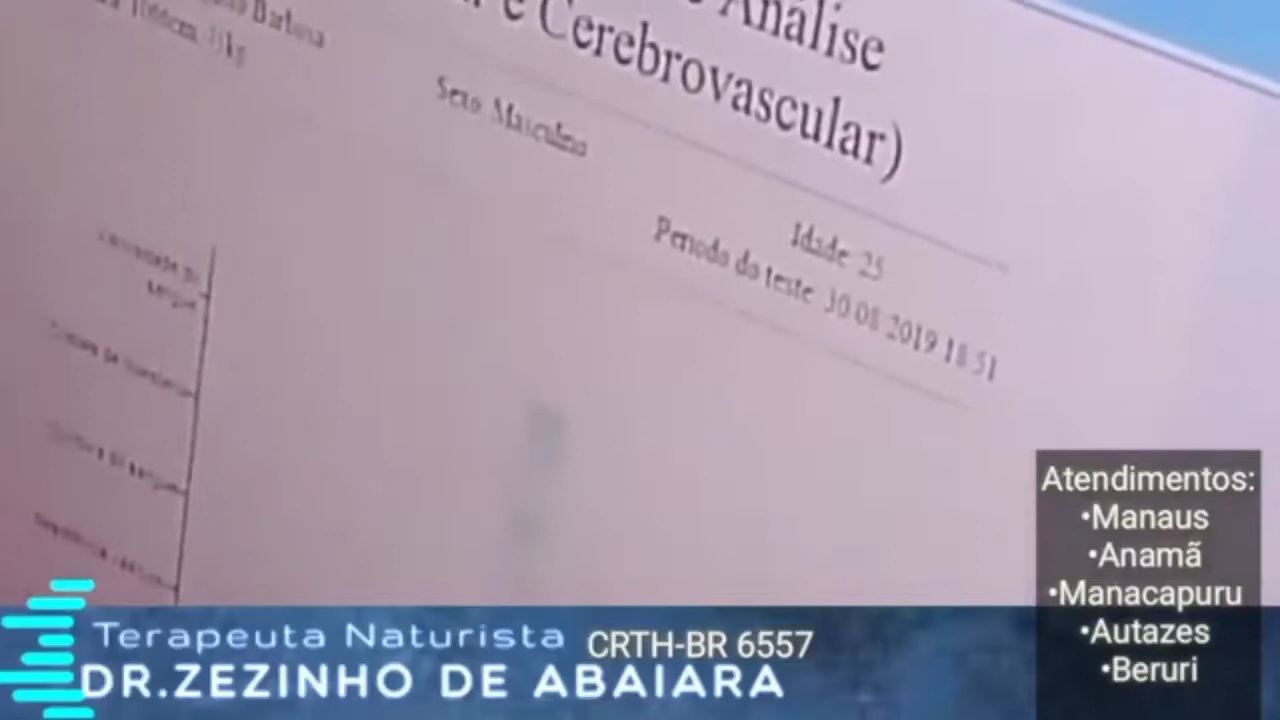 Barbosa
Análise
e Cerebrovascular)
Sexo Masculino
Idade 25
Periodo do teste 30 08 2019 18 51
Atendimentos:
•Manaus
•Anamã
•Manacapuru
•Autazes
•Beruri
Terapeuta Naturista CRTH-BR 6557
DR.ZEZINHO DE ABAIARA